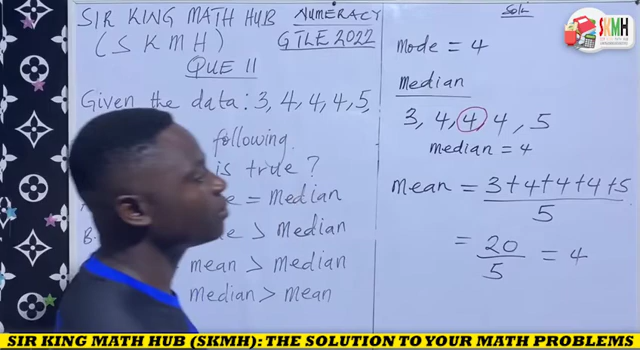 SIR KING MATH HUB NUMERACY
(SKMH) GTLE 2022
QUE 11
Given the data: 3, 4, 4, 4, 5,
following
is true?
= Median
B. > Median
mean > Median
median > Mean
Soln
mode = 4
Median
3, 4, 4, 4, 5
median = 4
mean = 3+4+4+4+5
5
= 20 = 4
5
SKMH
SIR KING MATH HUB (SKMH): THE SOLUTION TO YOUR MATH PROBLEMS